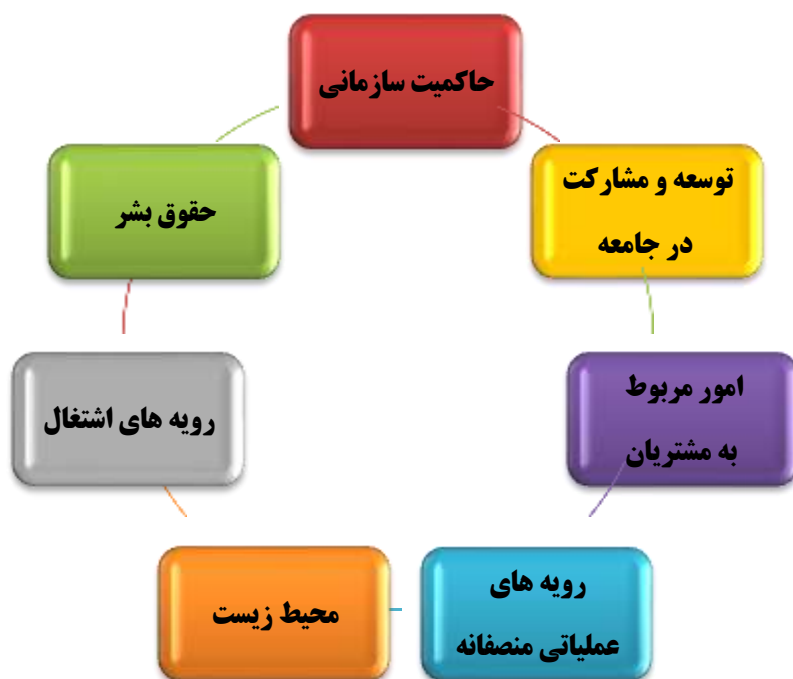 حاکمیت سازمانی
توسعه و مشارکت
در جامعه
حقوق بشر
امور مربوط
به مشتریان
رویه های اشتغال
رویه های
عملیاتی منصفانه
محیط زیست